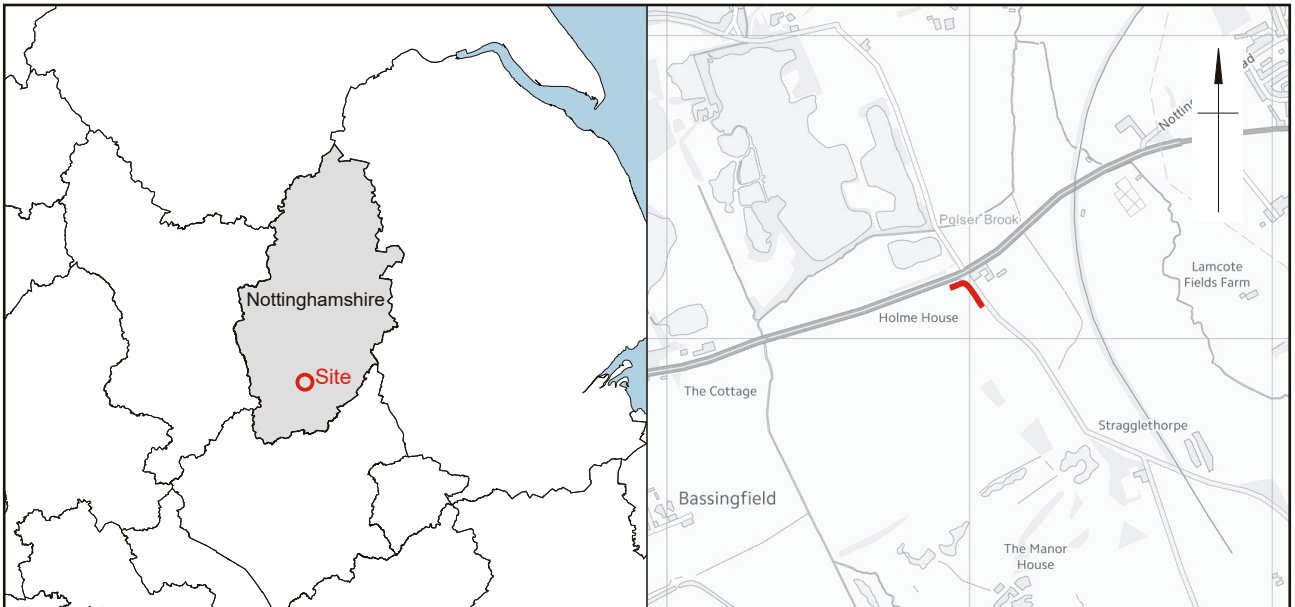 Nottinghamshire
Site
Polser Brook
Lamcote
Fields Farm
Holme House
The Cottage
Stragglethorpe
Bassingfield
The Manor
House